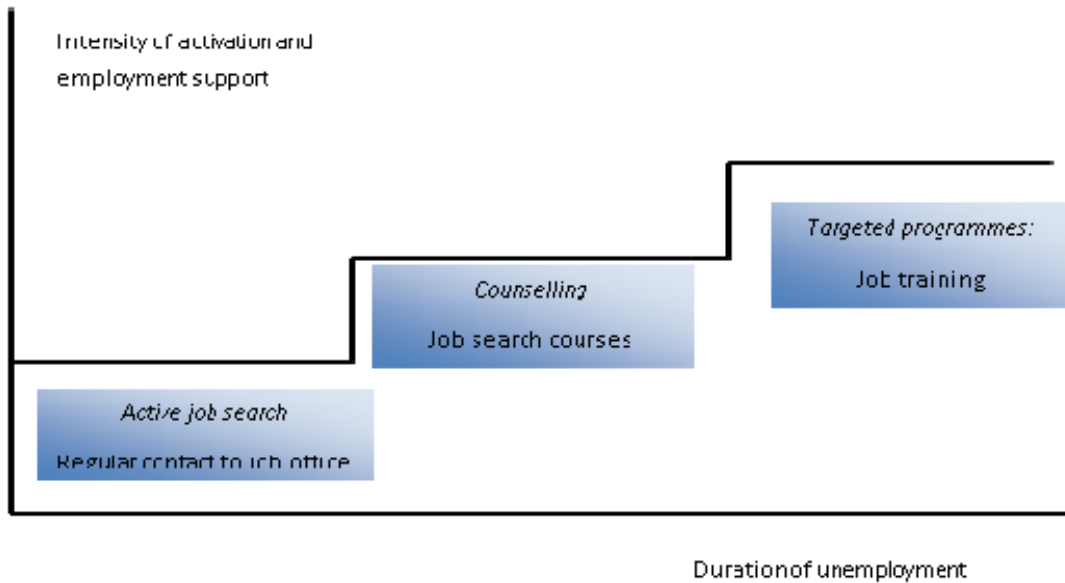 Intensity of activation and
employment support
Targeted programmes:
Job training
Counselling
Job search courses
Active job search
Regular contact to job office
Duration of unemployment